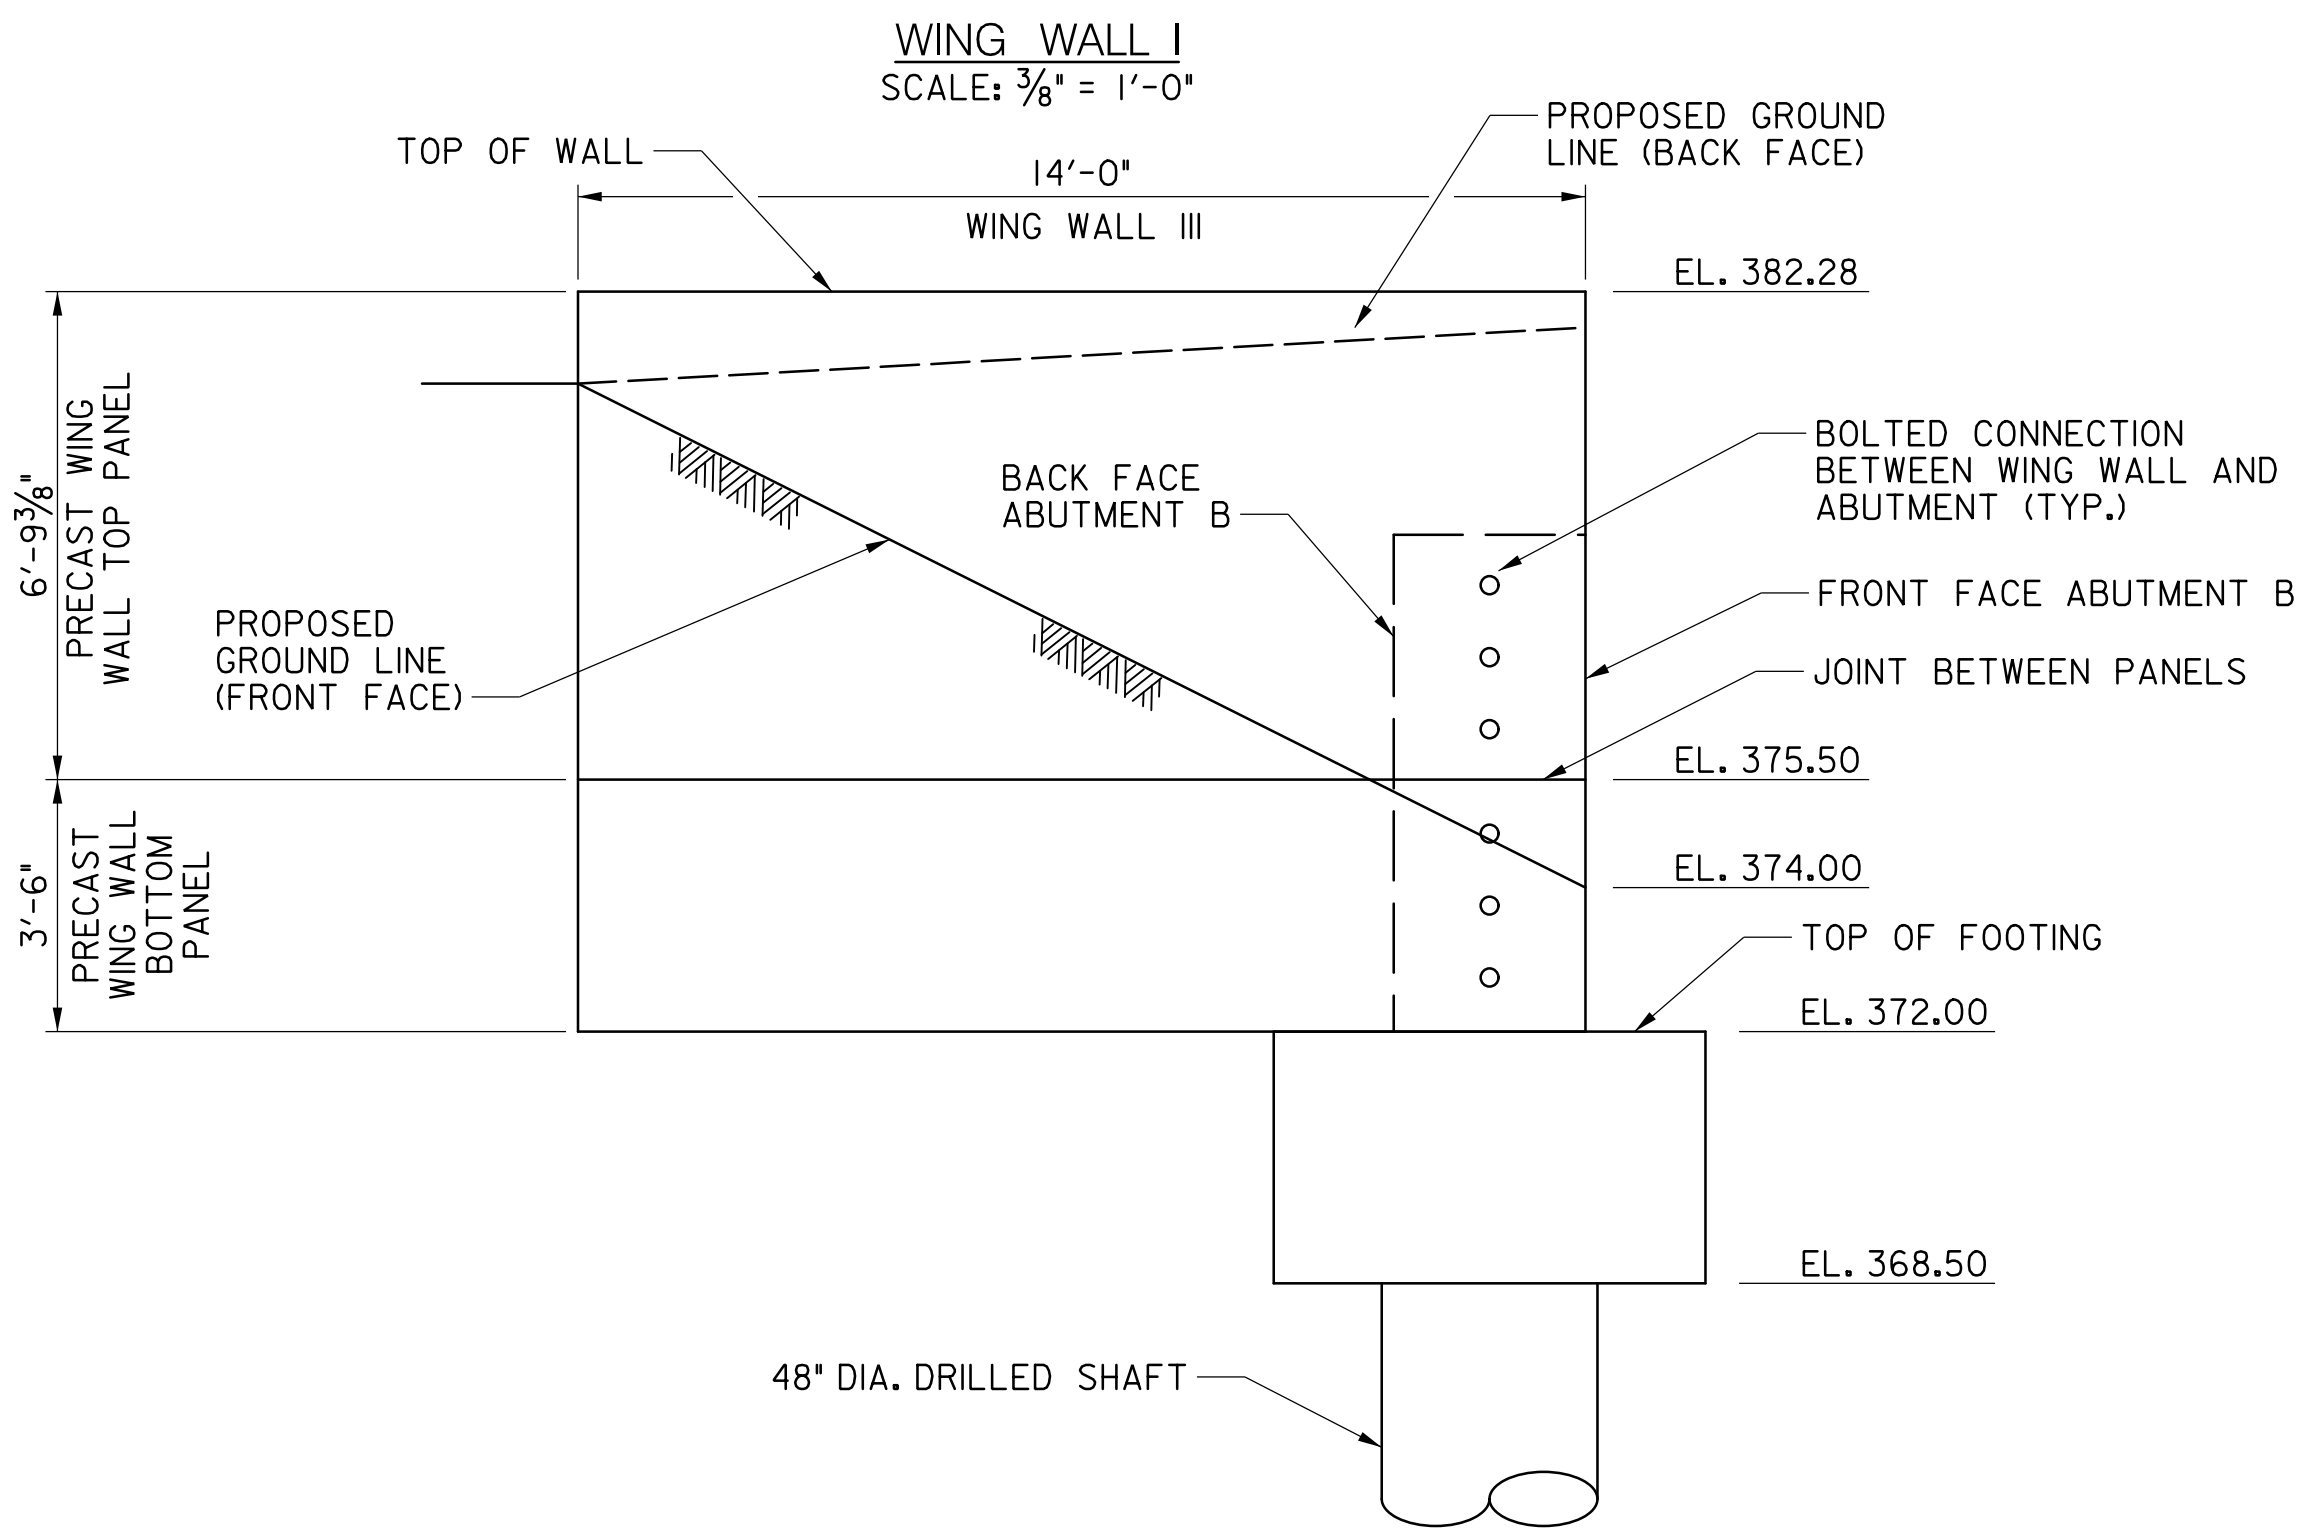 WING WALL I
SCALE: 3/8" = 1'-0"
TOP OF WALL
14'-0"
WING WALL III
PROPOSED GROUND
LINE (BACK FACE)
EL. 382.28
6'-9 3/8"
PRECAST WING
WALL TOP PANEL
BACK FACE
ABUTMENT B
BOLTED CONNECTION
BETWEEN WING WALL AND
ABUTMENT (TYP.)
PROPOSED
GROUND LINE
(FRONT FACE)
FRONT FACE ABUTMENT B
JOINT BETWEEN PANELS
EL. 375.50
3'-6"
PRECAST
WING WALL
BOTTOM
PANEL
EL. 374.00
TOP OF FOOTING
EL. 372.00
EL. 368.50
48" DIA. DRILLED SHAFT